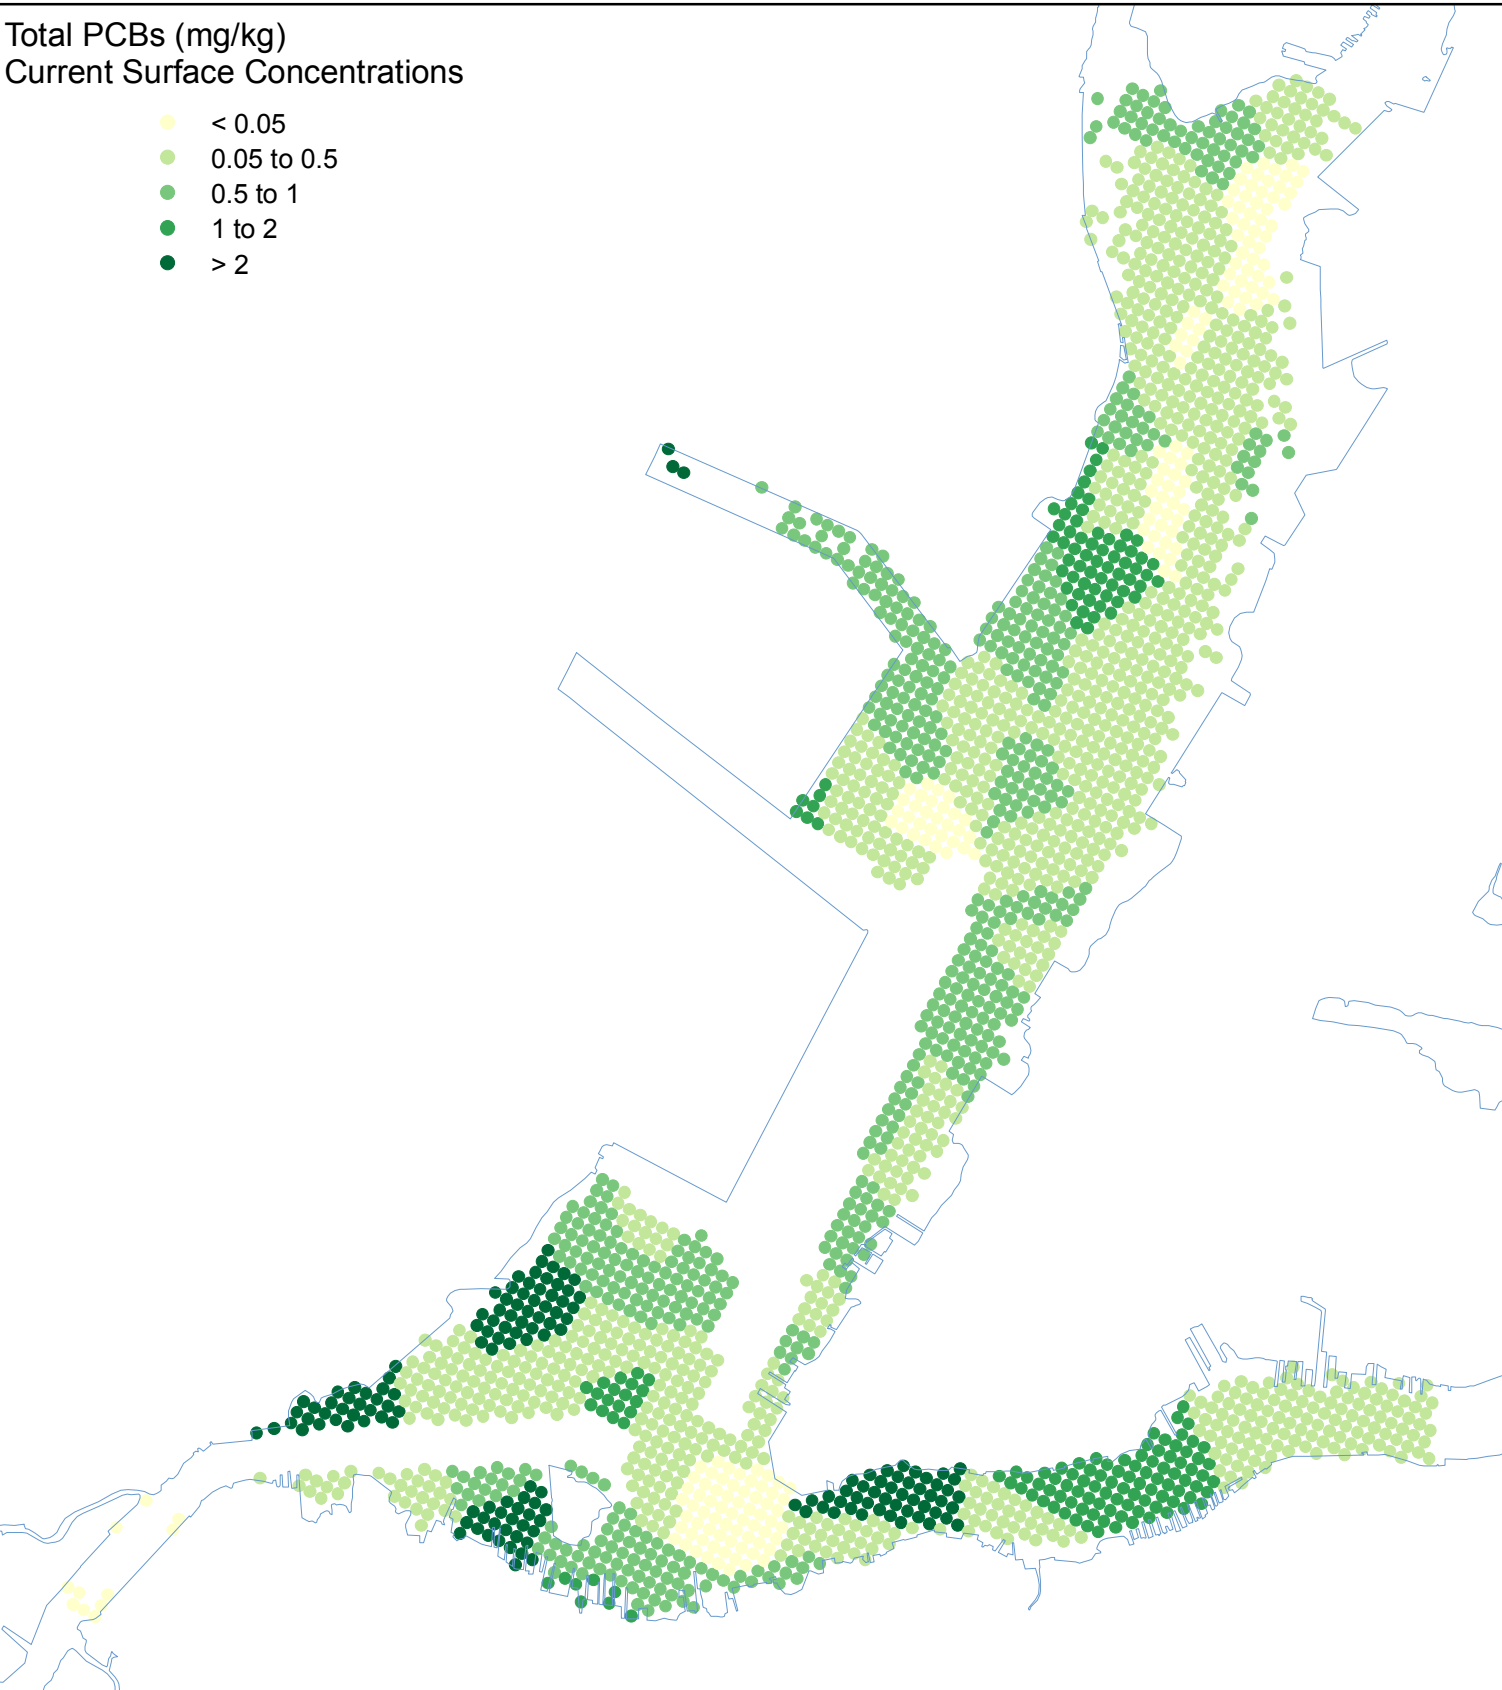 Total PCBs (mg/kg)
Current Surface Concentrations
< 0.05
0.05 to 0.5
0.5 to 1
1 to 2
> 2